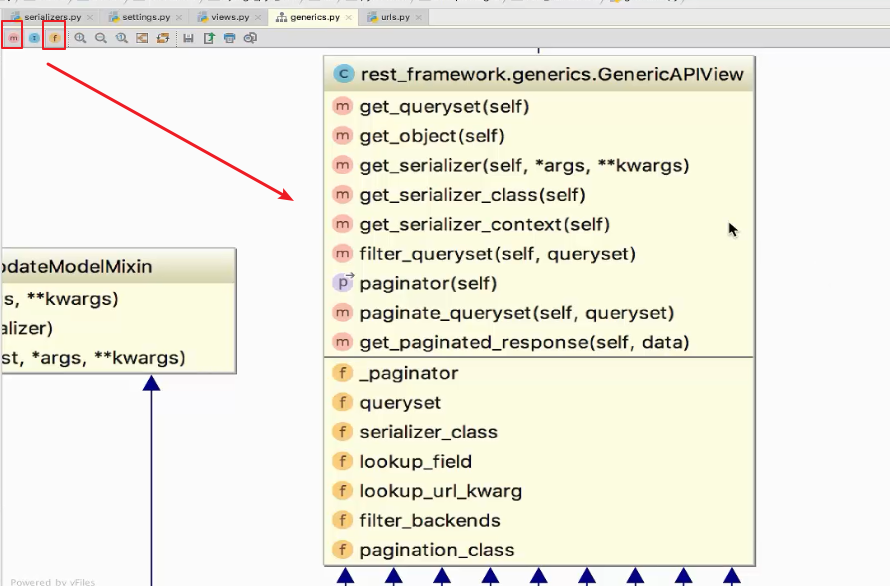 serializers.py
settings.py
views.py
generics.py
urls.py
m
I
f
C rest_framework.generics.GenericAPIView
m get_queryset(self)
m get_object(self)
m get_serializer(self, *args, **kwargs)
m get_serializer_class(self)
m get_serializer_context(self)
m filter_queryset(self, queryset)
p paginator(self)
m paginate_queryset(self, queryset)
m get_paginated_response(self, data)
f _paginator
f queryset
f serializer_class
f lookup_field
f lookup_url_kwarg
f filter_backends
f pagination_class
pdateModelMixin
s, **kwargs)
alizer)
st, *args, **kwargs)
Powered by yFiles